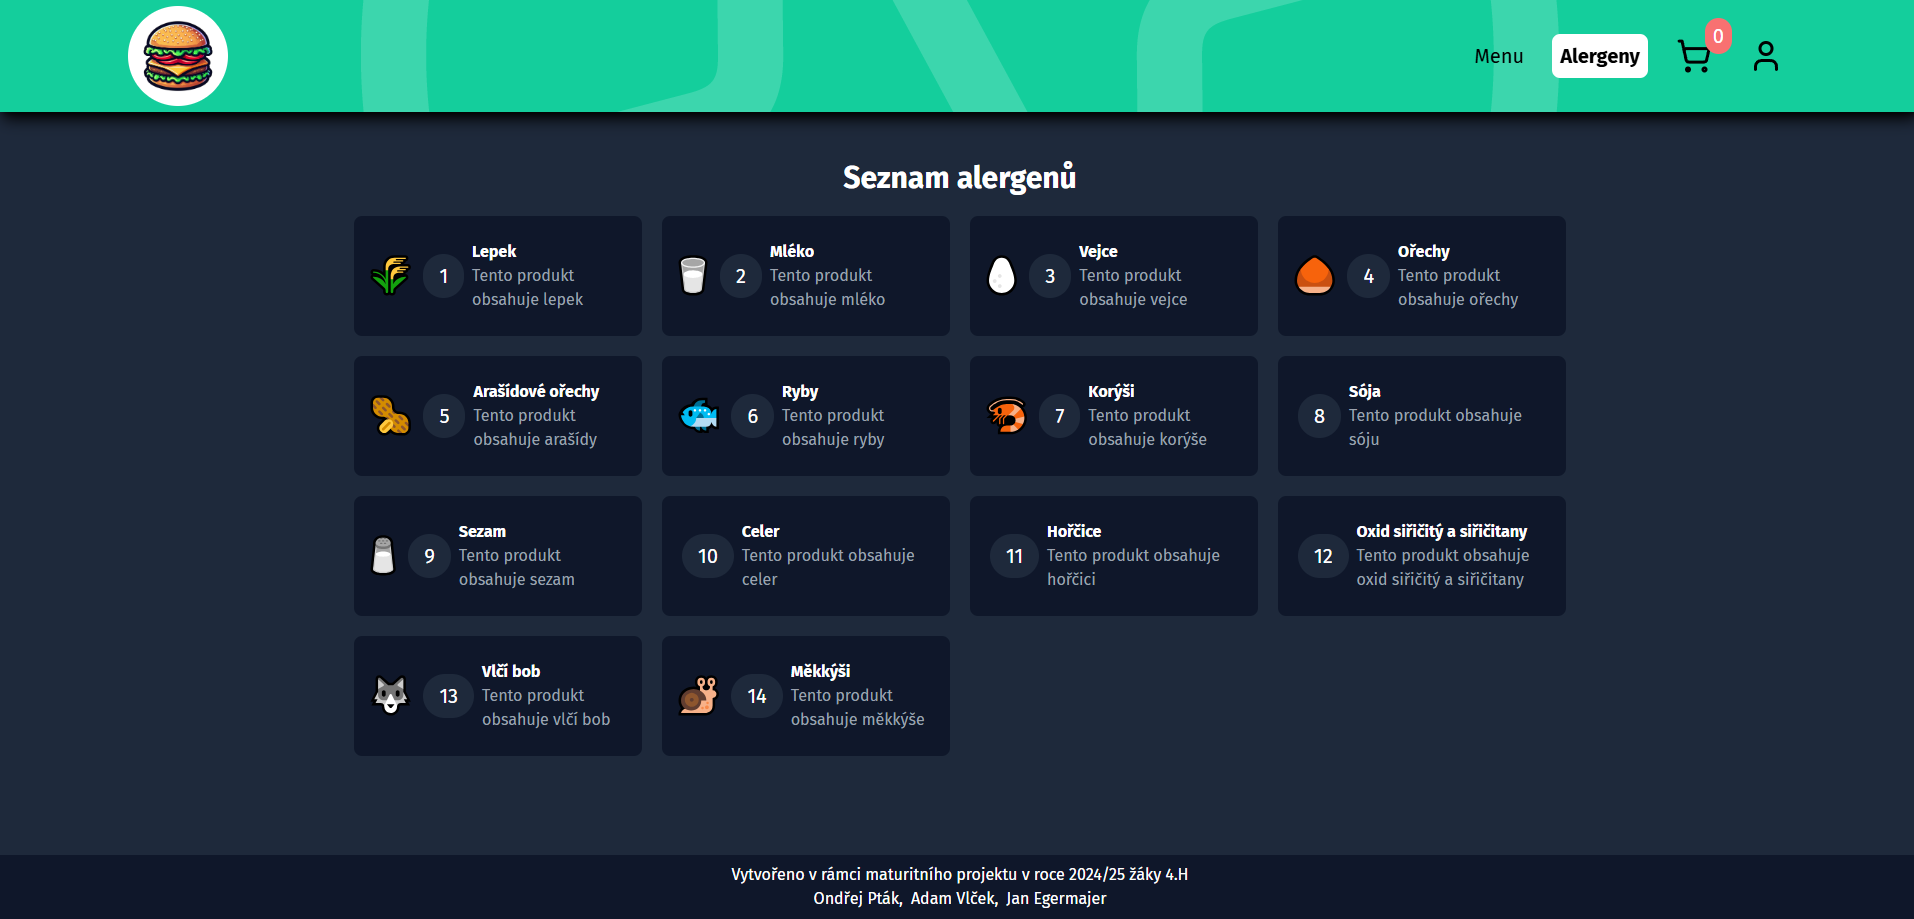 Menu
Alergeny
0
Seznam alergenů
1
Lepek
Tento produkt
obsahuje lepek
2
Mléko
Tento produkt
obsahuje mléko
3
Vejce
Tento produkt
obsahuje vejce
4
Ořechy
Tento produkt
obsahuje ořechy
5
Arašídové ořechy
Tento produkt
obsahuje arašídy
6
Ryby
Tento produkt
obsahuje ryby
7
Korýši
Tento produkt
obsahuje korýše
8
Sója
Tento produkt obsahuje
sóju
9
Sezam
Tento produkt
obsahuje sezam
10
Celer
Tento produkt obsahuje
celer
11
Hořčice
Tento produkt obsahuje
hořčici
12
Oxid siřičitý a siřičitany
Tento produkt obsahuje
oxid siřičitý a siřičitany
13
Vlčí bob
Tento produkt
obsahuje vlčí bob
14
Měkkýši
Tento produkt
obsahuje měkkýše
Vytvořeno v rámci maturitního projektu v roce 2024/25 žáky 4.H
Ondřej Pták, Adam Vlček, Jan Egermajer